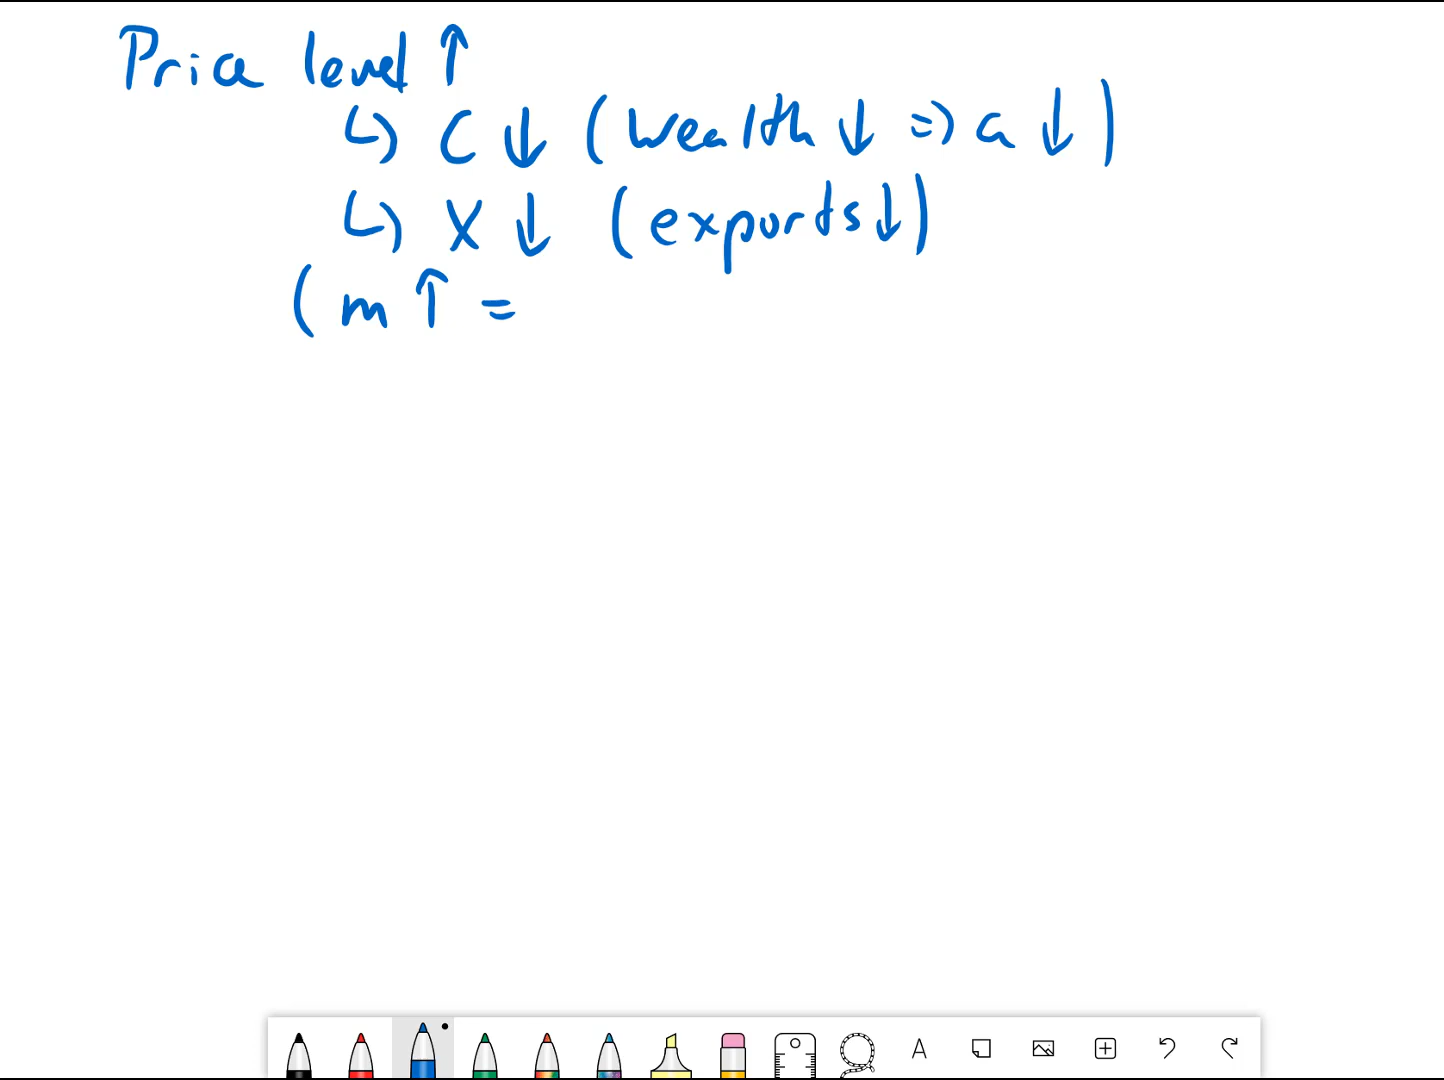 Price level ↑
↳ C ↓ (Wealth ↓ => a ↓)
↳ X ↓ (exports ↓)
(m ↑ =
A